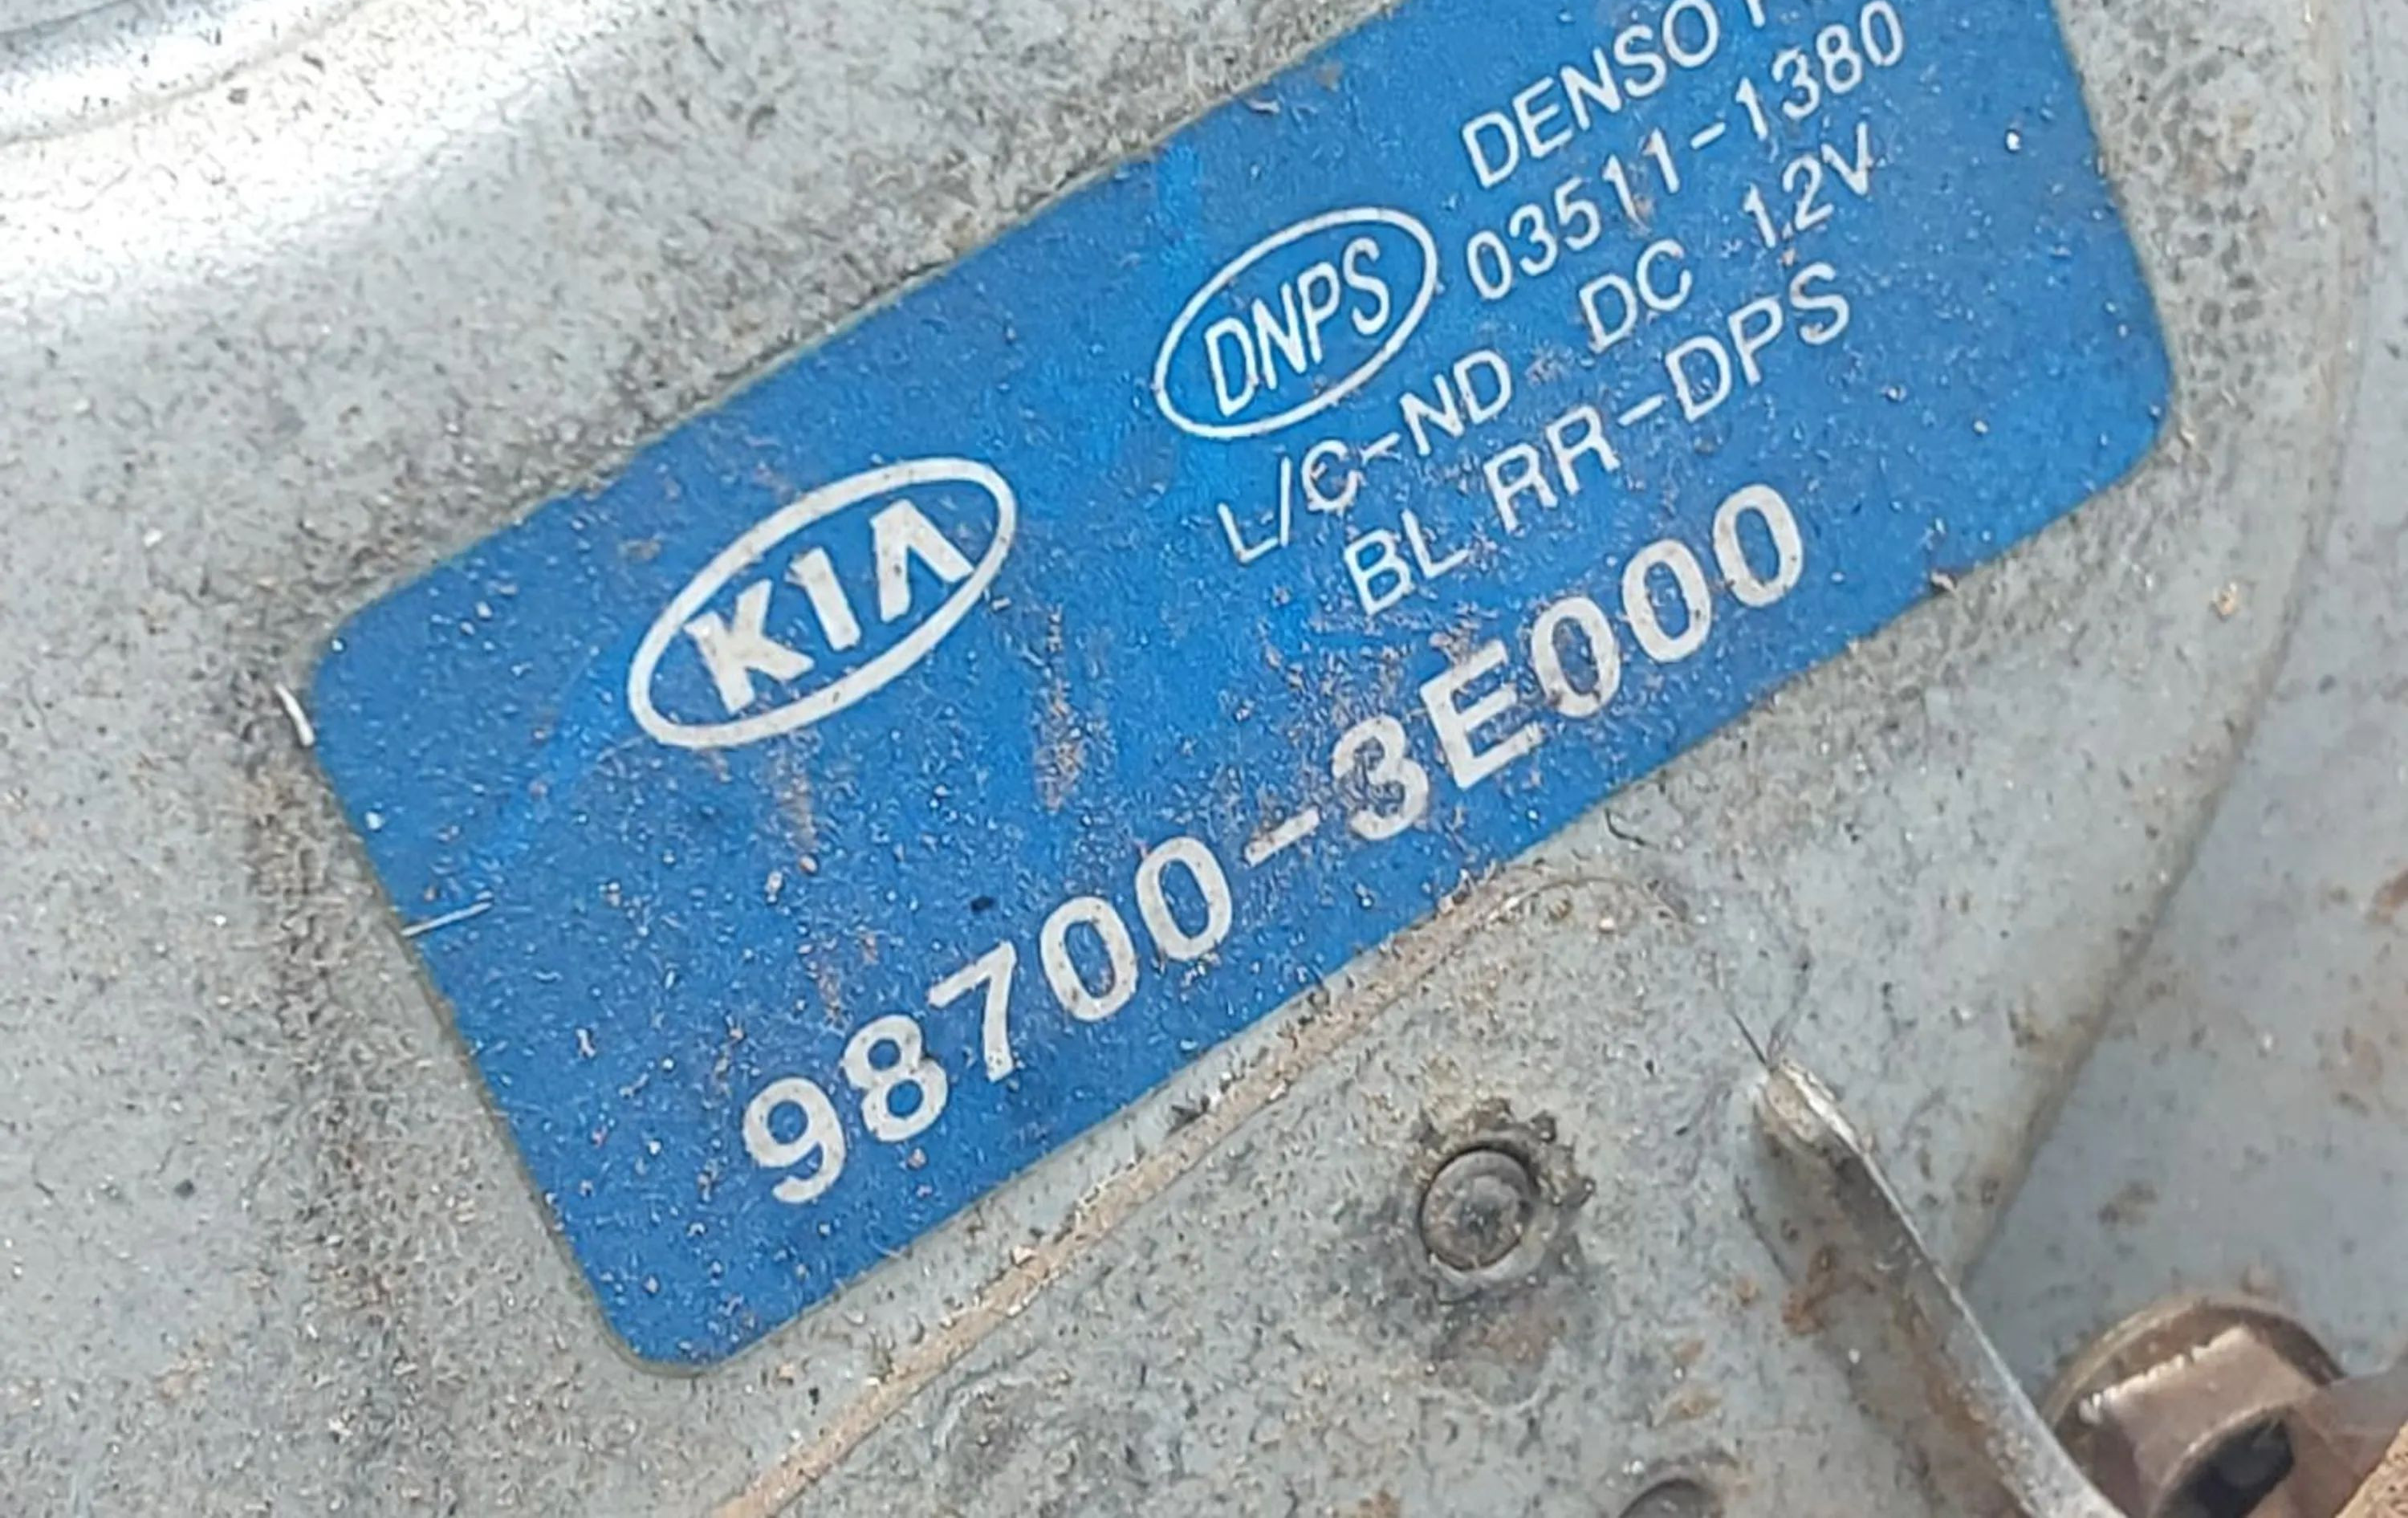 DENSO
03511-1380
DNPS
L/C-ND DC 12V
BL RR-DPS
KIA
98700-3E000